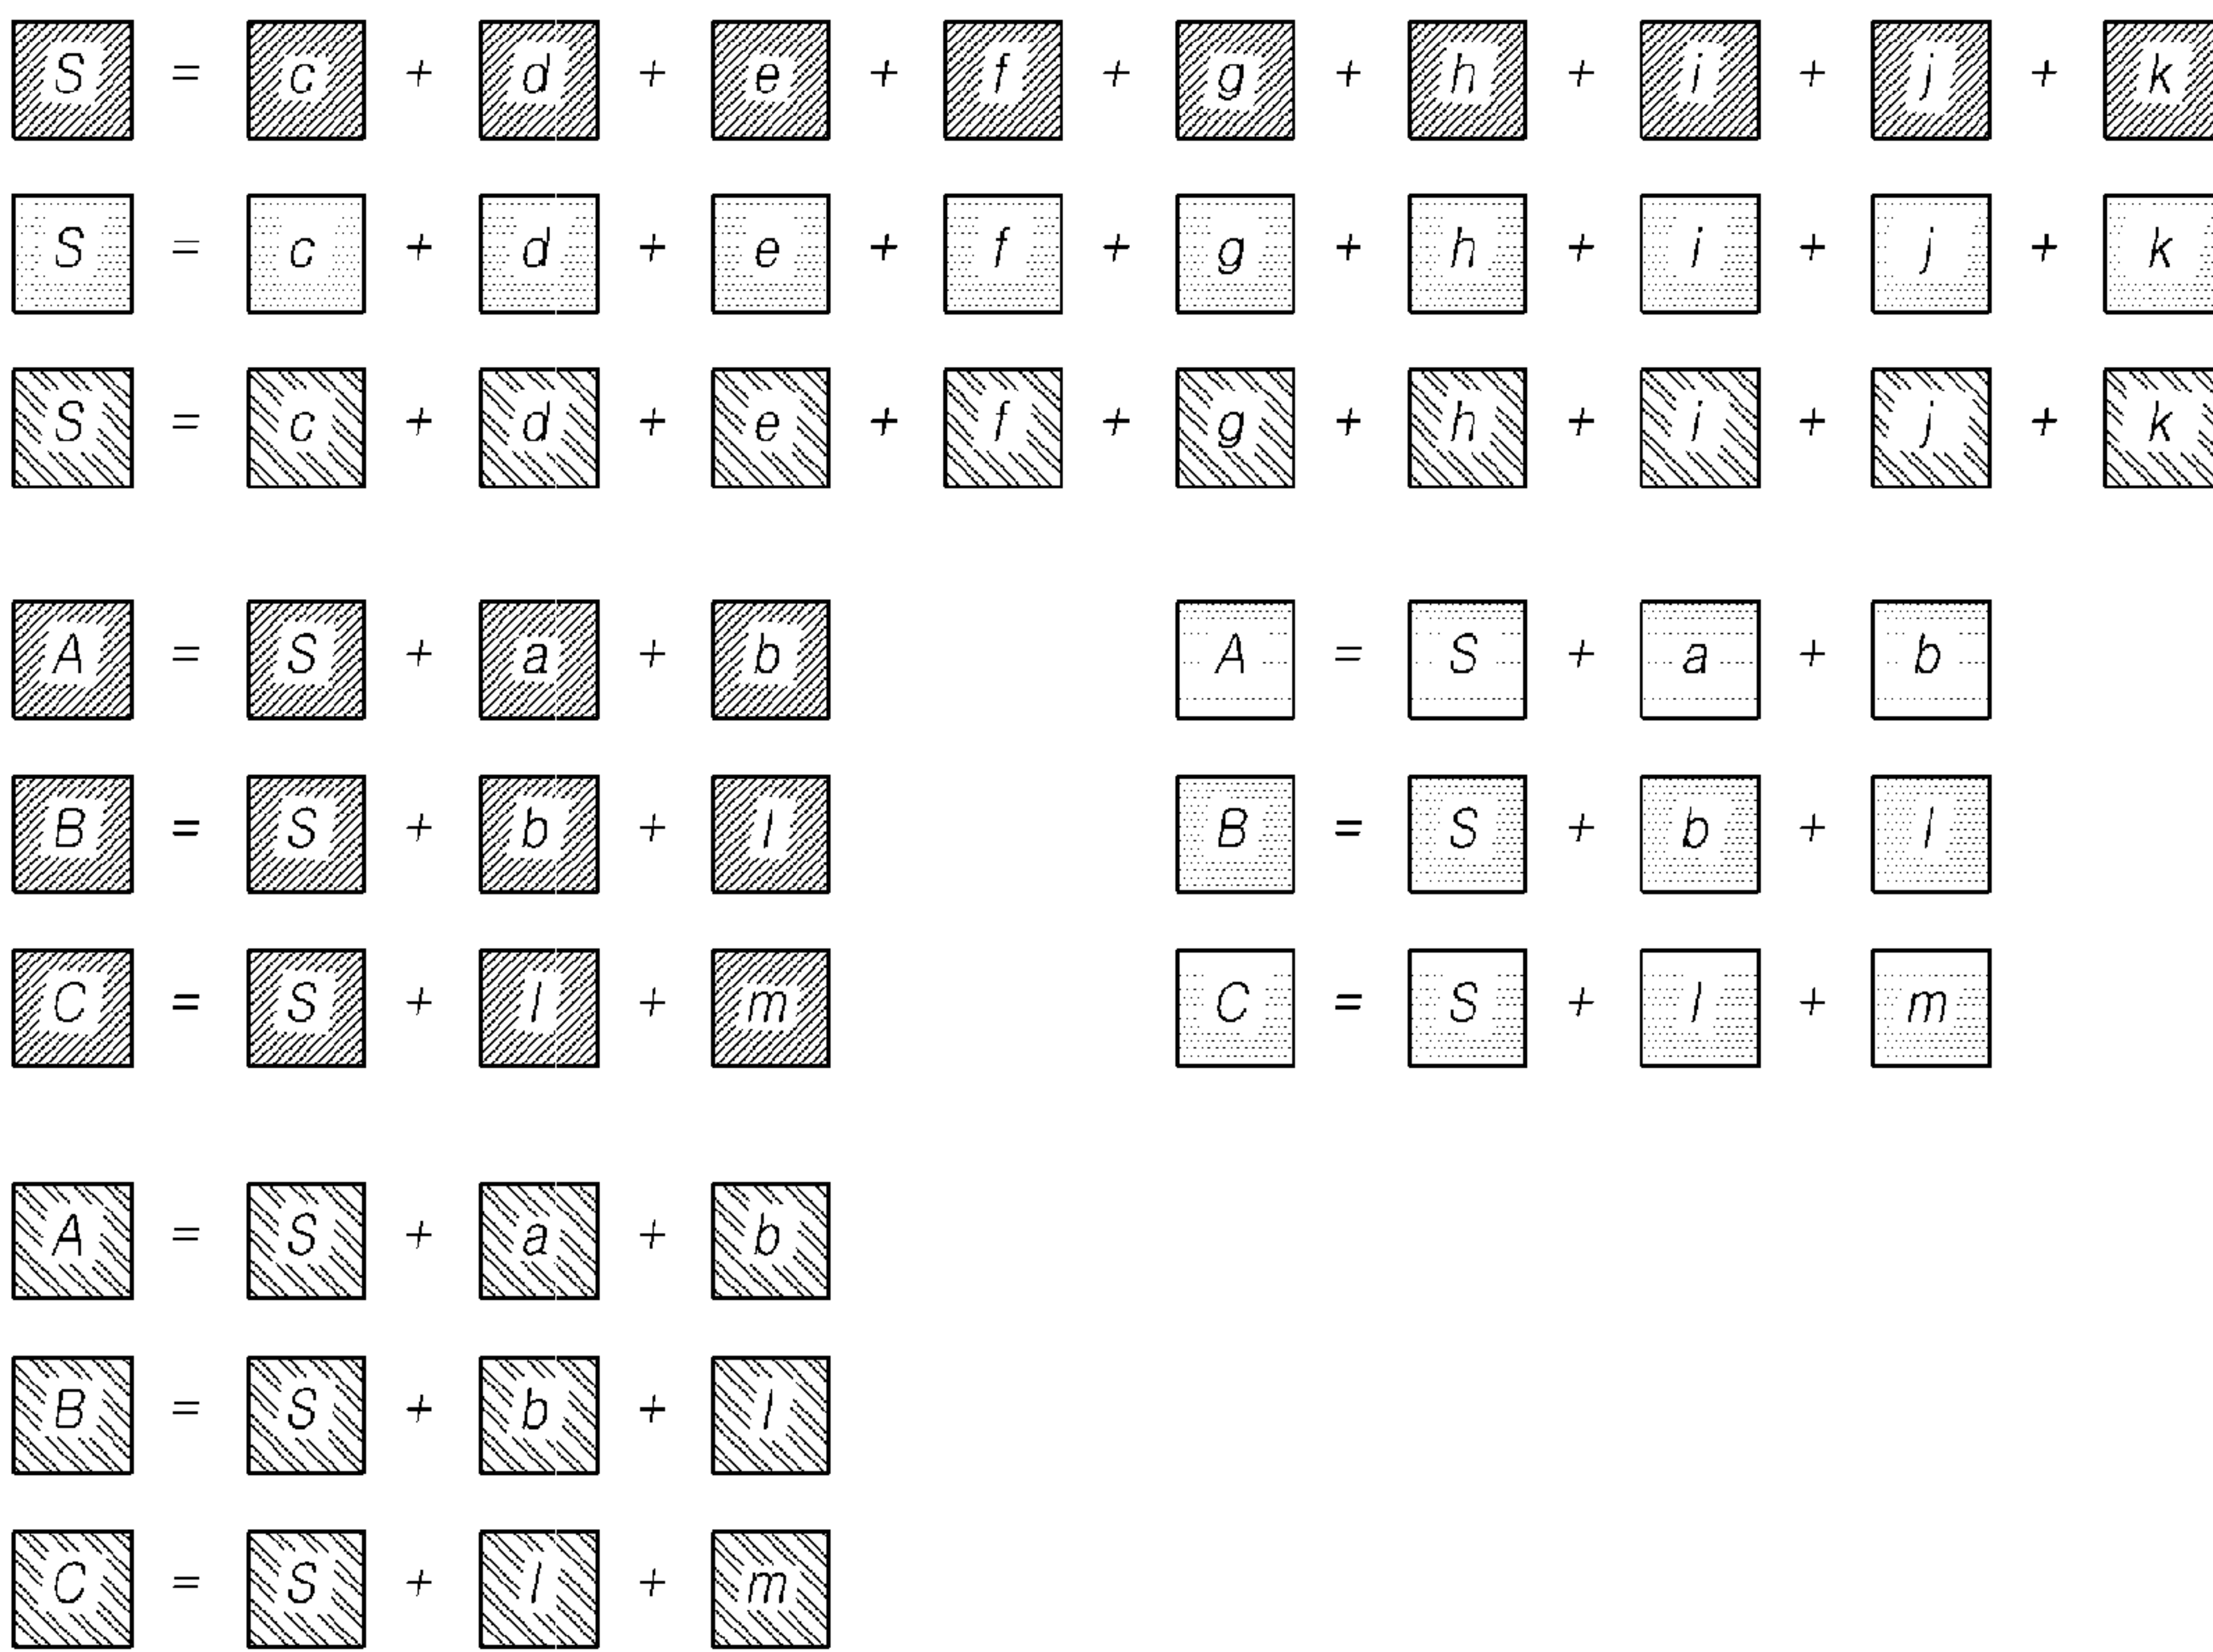 S = c + d + e + f + g + h + i + j + k
S = c + d + e + f + g + h + i + j + k
S = c + d + e + f + g + h + i + j + k
A = S + a + b A = S + a + b
B = S + b + l B = S + b + l
C = S + l + m C = S + l + m
A = S + a + b
B = S + b + l
C = S + l + m